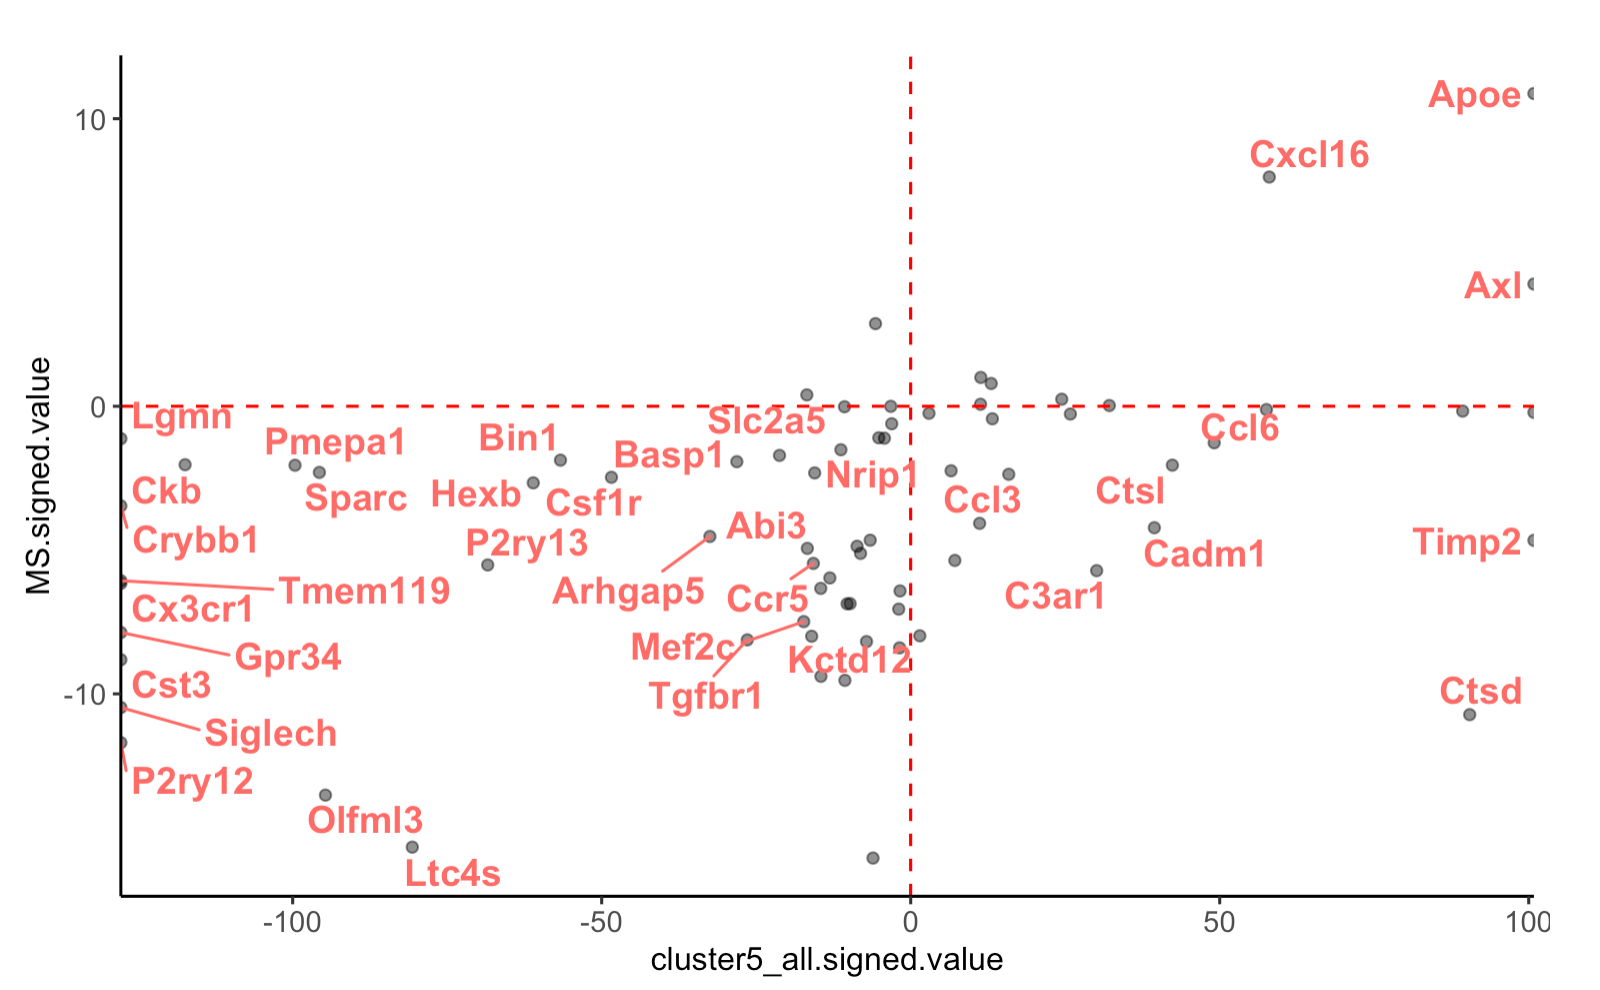 Apoe
10
Cxcl16
Axl
MS.signed.value
0
Lgmn
Slc2a5
Ccl6
Pmepa1
Bin1
Basp1
Nrip1
Ckb
Sparc
Hexb
Csf1r
Ccl3
Ctsl
Crybb1
P2ry13
Abi3
Timp2
Cadm1
Tmem119
Arhgap5
Ccr5
C3ar1
Cx3cr1
Gpr34
Mef2c
Kctd12
Cst3
Tgfbr1
-10
Ctsd
Siglech
P2ry12
Olfml3
Ltc4s
-100
-50
0
50
100
cluster5_all.signed.value